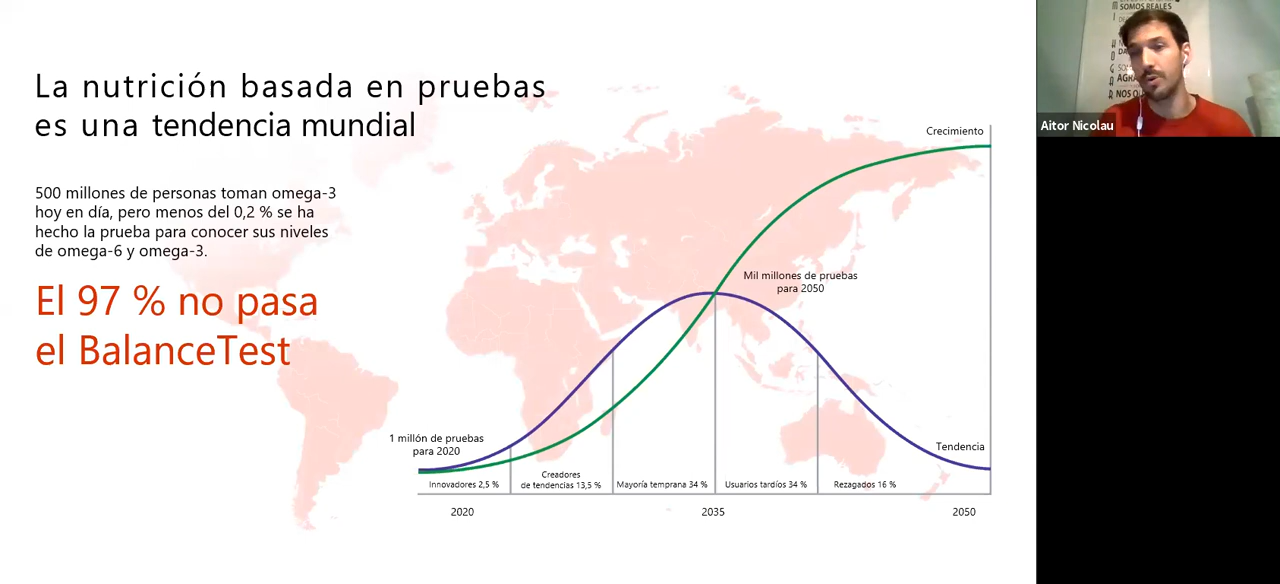 La nutrición basada en pruebas
es una tendencia mundial
500 millones de personas toman omega-3
hoy en día, pero menos del 0,2 % se ha
hecho la prueba para conocer sus niveles
de omega-6 y omega-3.
El 97 % no pasa
el BalanceTest
Crecimiento
Mil millones de pruebas
para 2050
1 millón de pruebas
para 2020
Tendencia
Innovadores 2,5 %
Creadores
de tendencias 13,5 %
Mayoría temprana 34 %
Usuarios tardíos 34 %
Rezagados 16 %
2020
2035
2050
SOMOS REALES
Aitor Nicolau